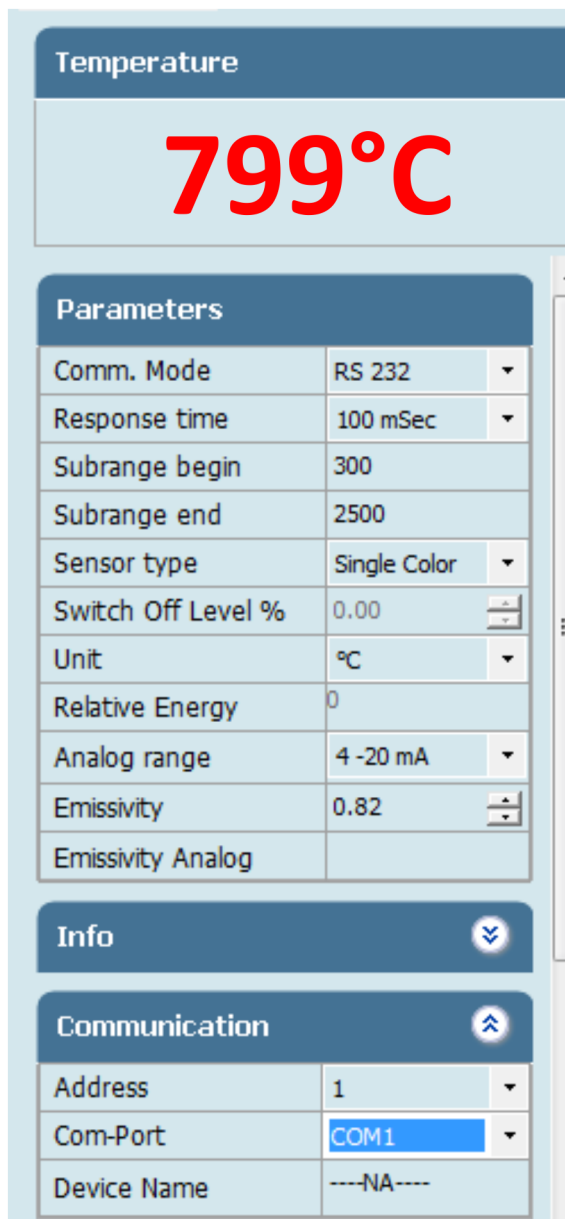 Temperature
799°C
Parameters
Comm. Mode RS 232
Response time 100 mSec
Subrange begin 300
Subrange end 2500
Sensor type Single Color
Switch Off Level % 0.00
Unit °C
Relative Energy 0
Analog range 4 -20 mA
Emissivity 0.82
Emissivity Analog
Info
Communication
Address 1
Com-Port COM1
Device Name ----NA----